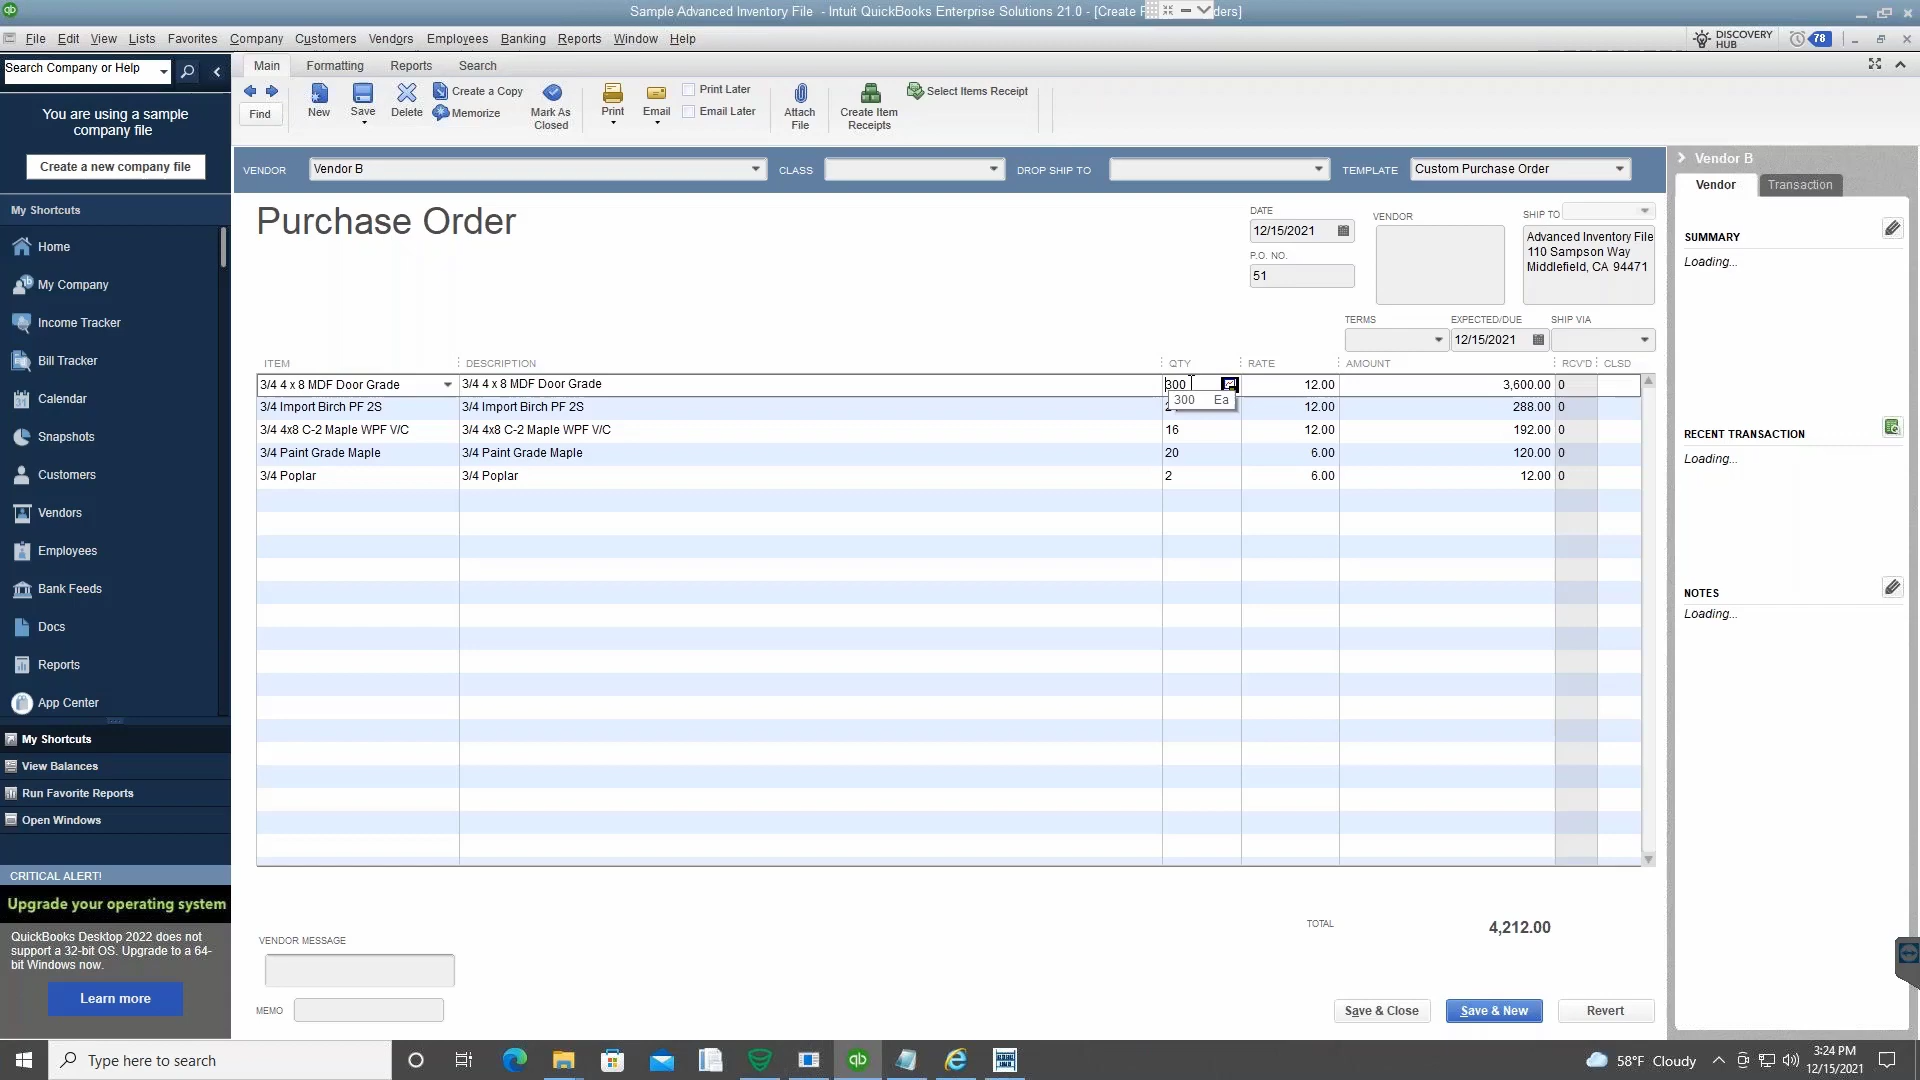 Sample Advanced Inventory File - Intuit QuickBooks Enterprise Solutions 21.0 - [Create P ders]
File Edit View Lists Favorites Company Customers Vendors Employees Banking Reports Window Help
DISCOVERY HUB 78
Search Company or Help
You are using a sample
company file
Create a new company file
My Shortcuts
Home
My Company
Income Tracker
Bill Tracker
Calendar
Snapshots
Customers
Vendors
Employees
Bank Feeds
Docs
Reports
App Center
My Shortcuts
View Balances
Run Favorite Reports
Open Windows
CRITICAL ALERT!
Upgrade your operating system
QuickBooks Desktop 2022 does not
support a 32-bit OS. Upgrade to a 64-
bit Windows now.
Learn more
Main Formatting Reports Search
Find
New
Save
Delete
Create a Copy
Memorize
Mark As
Closed
Print
Email
Print Later
Email Later
Attach
File
Create Item
Receipts
Select Items Receipt
VENDOR Vendor B CLASS DROP SHIP TO TEMPLATE Custom Purchase Order
Purchase Order
DATE
12/15/2021
P.O. NO.
51
VENDOR
SHIP TO
Advanced Inventory File
110 Sampson Way
Middlefield, CA 94471
TERMS EXPECTED/DUE SHIP VIA
12/15/2021
ITEM DESCRIPTION QTY RATE AMOUNT RCV'D CLSD
3/4 4 x 8 MDF Door Grade 3/4 4 x 8 MDF Door Grade 300 12.00 3,600.00 0
300 Ea
3/4 Import Birch PF 2S 3/4 Import Birch PF 2S 12.00 288.00 0
3/4 4x8 C-2 Maple WPF V/C 3/4 4x8 C-2 Maple WPF V/C 16 12.00 192.00 0
3/4 Paint Grade Maple 3/4 Paint Grade Maple 20 6.00 120.00 0
3/4 Poplar 3/4 Poplar 2 6.00 12.00 0
TOTAL 4,212.00
VENDOR MESSAGE
MEMO
Save & Close Save & New Revert
Vendor B
Vendor Transaction
SUMMARY
Loading...
RECENT TRANSACTION
Loading...
NOTES
Loading...
Type here to search
qb
58°F Cloudy
3:24 PM
12/15/2021